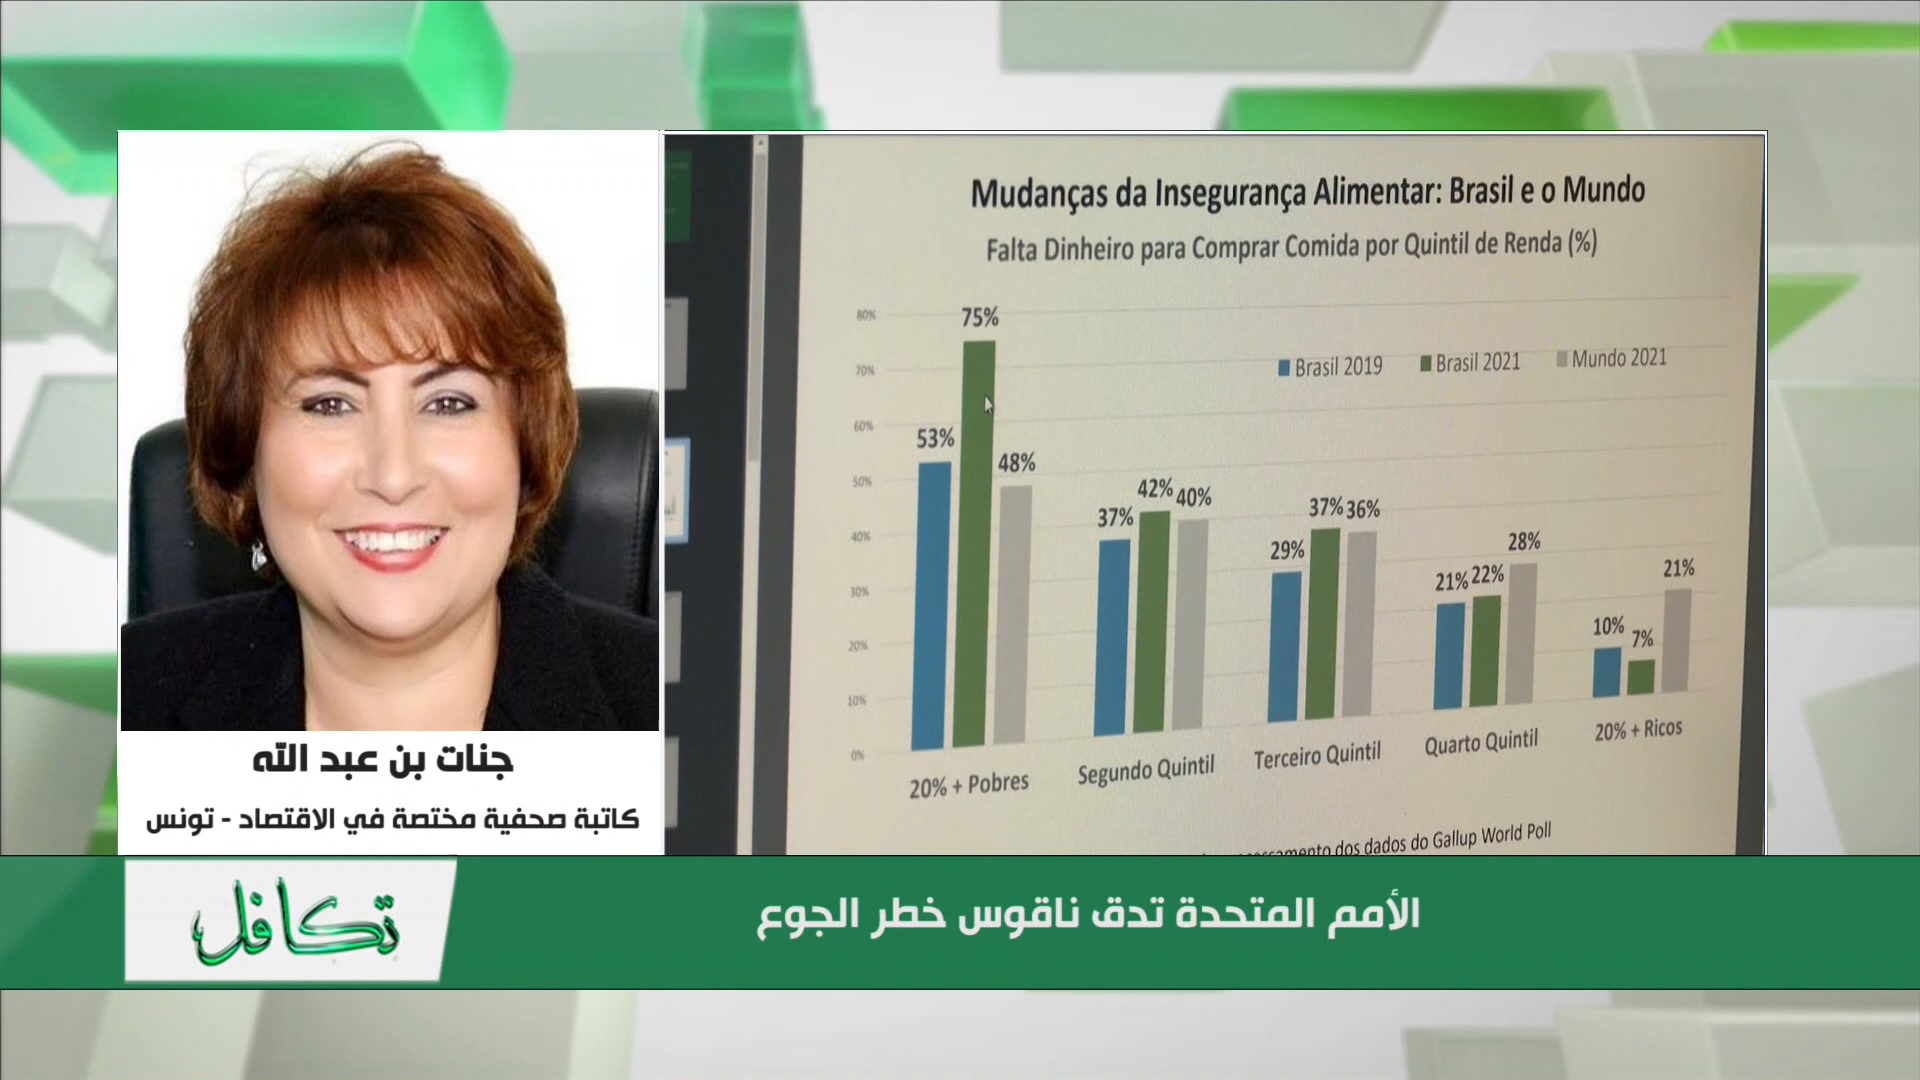 Mudanças da Insegurança Alimentar: Brasil e o Mundo
Falta Dinheiro para Comprar Comida por Quintil de Renda (%)
Brasil 2019 Brasil 2021 Mundo 2021
80%
70%
60%
50%
40%
30%
20%
10%
0%
53% 75% 48%
37% 42% 40%
29% 37% 36%
21% 22% 28%
10% 7% 21%
20% + Pobres Segundo Quintil Terceiro Quintil Quarto Quintil 20% + Ricos
dos dados do Gallup World Poll
جنات بن عبد الله
كاتبة صحفية مختصة في الاقتصاد - تونس
الأمم المتحدة تدق ناقوس خطر الجوع
تكافل